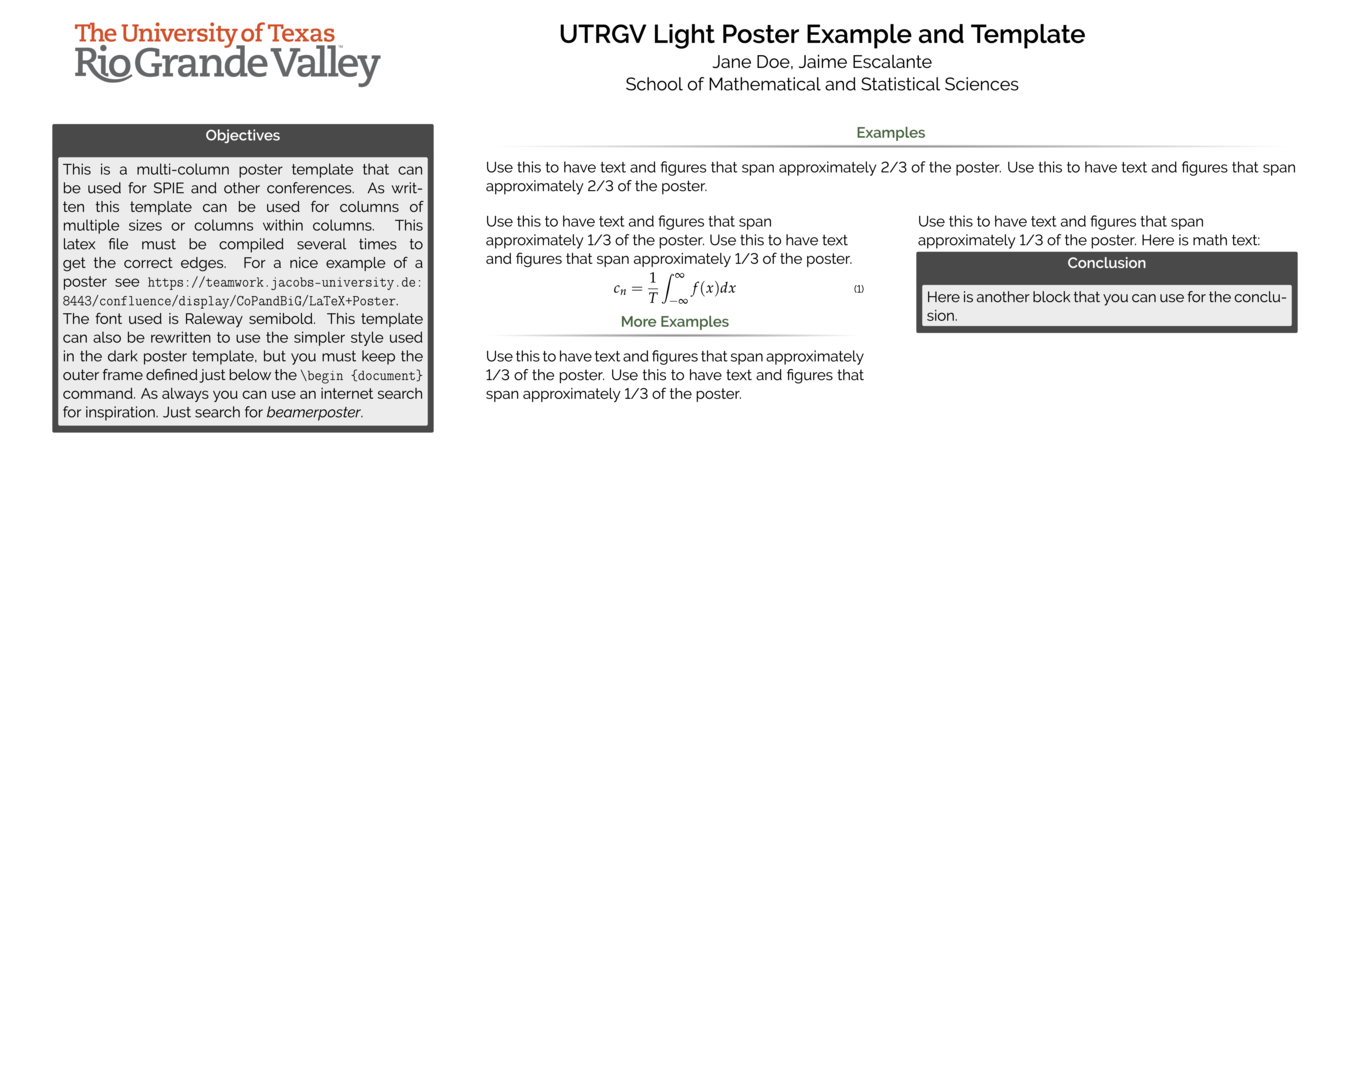 The University of Texas
Rio Grande Valley
UTRGV Light Poster Example and Template
Jane Doe, Jaime Escalante
School of Mathematical and Statistical Sciences
Objectives
This is a multi-column poster template that can
be used for SPIE and other conferences. As writ-
ten this template can be used for columns of
multiple sizes or columns within columns. This
latex file must be compiled several times to
get the correct edges. For a nice example of a
poster see https://teamwork.jacobs-university.de:
8443/confluence/display/CoPandBiG/LaTeX+Poster.
The font used is Raleway semibold. This template
can also be rewritten to use the simpler style used
in the dark poster template, but you must keep the
outer frame defined just below the \begin {document}
command. As always you can use an internet search
for inspiration. Just search for beamerposter.
Examples
Use this to have text and figures that span approximately 2/3 of the poster. Use this to have text and figures that span
approximately 2/3 of the poster.
Use this to have text and figures that span
approximately 1/3 of the poster. Use this to have text
and figures that span approximately 1/3 of the poster.
c_n = \frac{1}{T} \int_{-\infty}^{\infty} f(x)dx (1)
More Examples
Use this to have text and figures that span approximately
1/3 of the poster. Use this to have text and figures that
span approximately 1/3 of the poster.
Use this to have text and figures that span
approximately 1/3 of the poster. Here is math text:
Conclusion
Here is another block that you can use for the conclu-
sion.